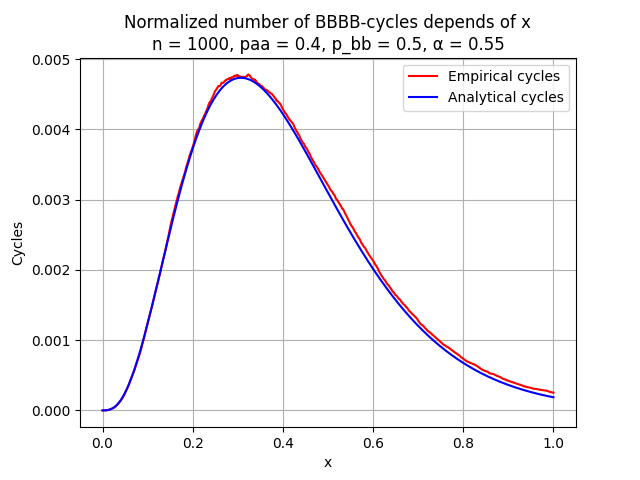 Normalized number of BBBB-cycles depends of x
n = 1000, paa = 0.4, p_bb = 0.5, α = 0.55
Empirical cycles
Analytical cycles
0.005
0.004
0.003
0.002
0.001
0.000
Cycles
0.0 0.2 0.4 0.6 0.8 1.0
x